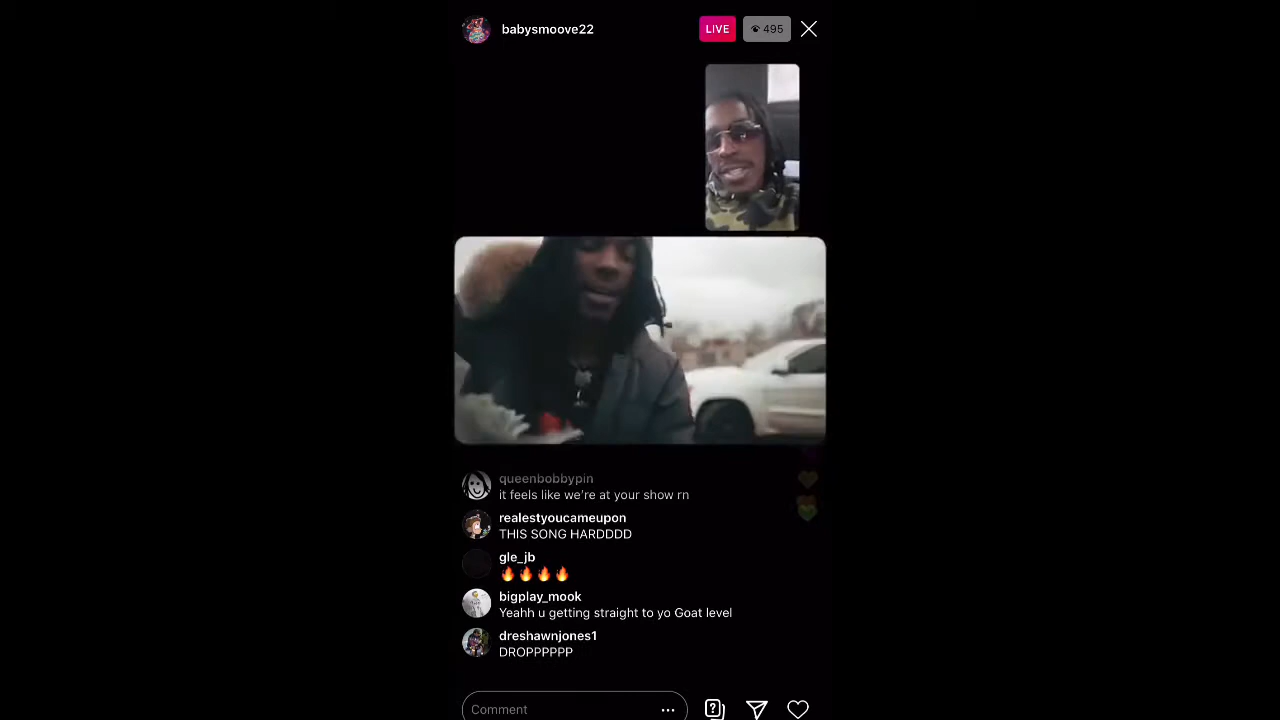 babysmoove22
LIVE
495
queenbobbypin
it feels like we're at your show rn
realestyoucameupon
THIS SONG HARDDDD
gle_jb
🔥🔥🔥🔥
bigplay_mook
Yeahh u getting straight to yo Goat level
dreshawnjones1
DROPPPPPP
Comment